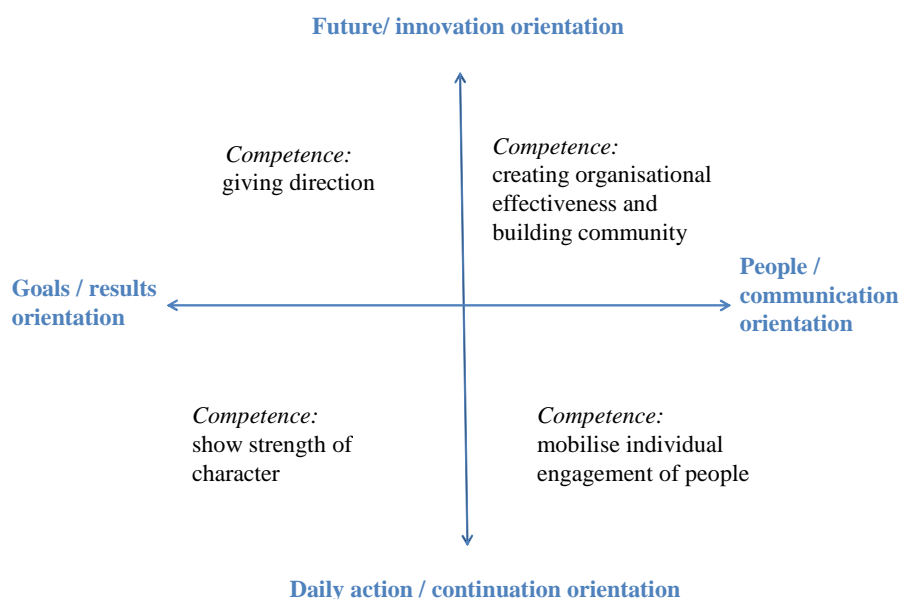 Future/ innovation orientation
Competence:
giving direction
Competence:
creating organisational
effectiveness and
building community
Goals / results
orientation
People /
communication
orientation
Competence:
show strength of
character
Competence:
mobilise individual
engagement of people
Daily action / continuation orientation